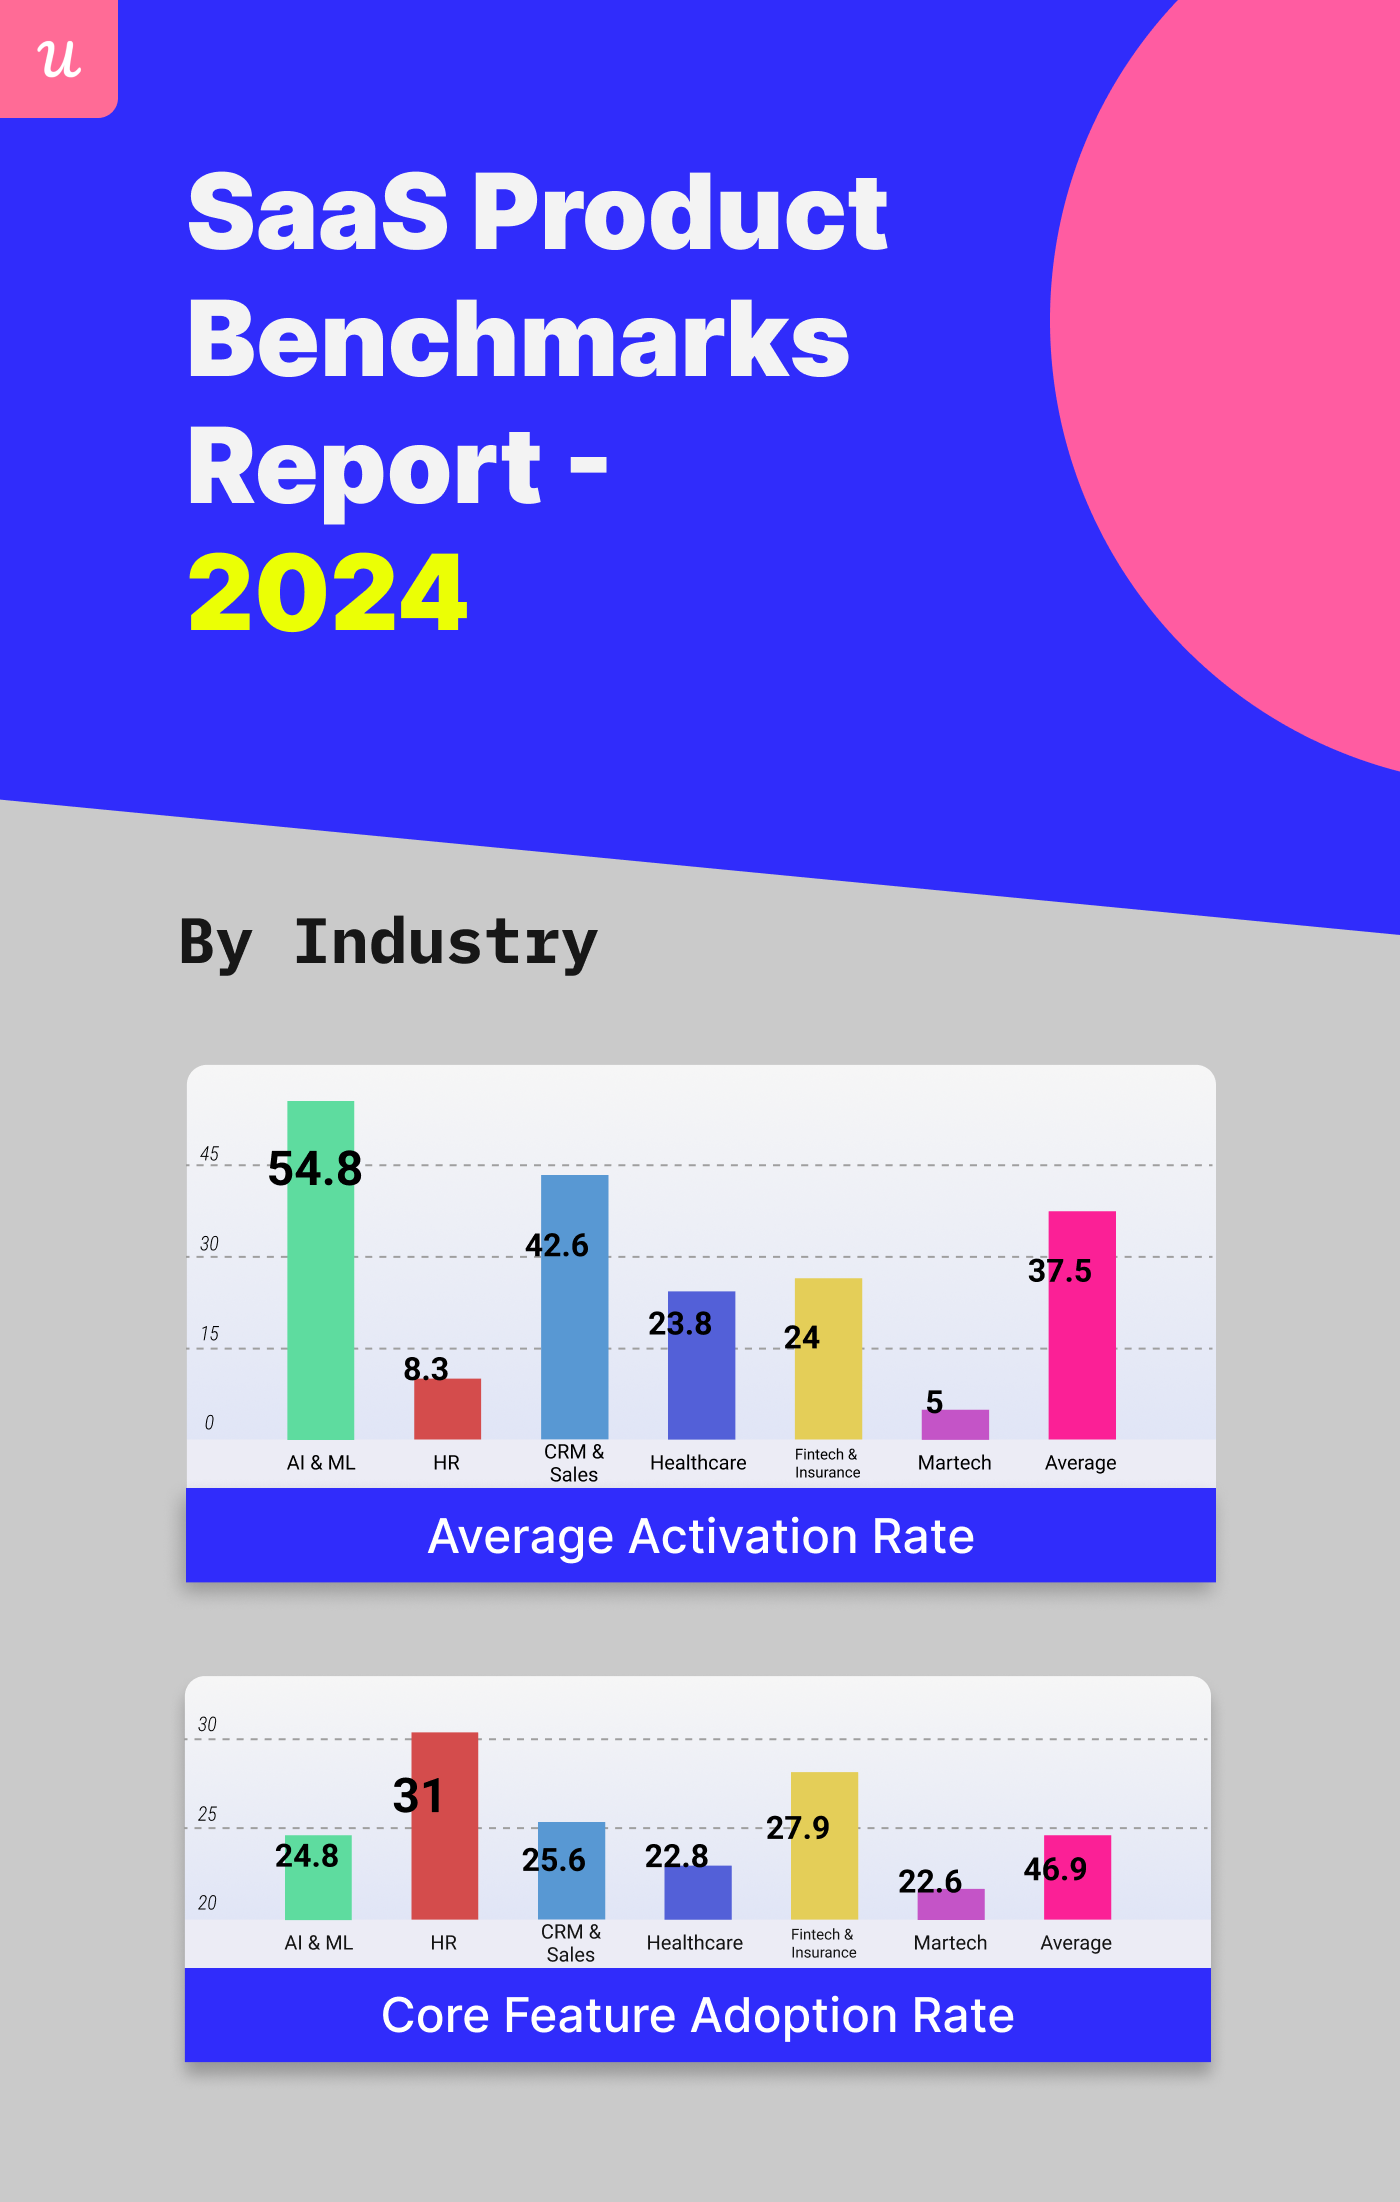 u
SaaS Product
Benchmarks
Report -
2024
By Industry
45
30
15
0
54.8
8.3
42.6
23.8
24
5
37.5
AI & ML
HR
CRM &
Sales
Healthcare
Fintech &
Insurance
Martech
Average
Average Activation Rate
30
25
20
24.8
31
25.6
22.8
27.9
22.6
46.9
AI & ML
HR
CRM &
Sales
Healthcare
Fintech &
Insurance
Martech
Average
Core Feature Adoption Rate